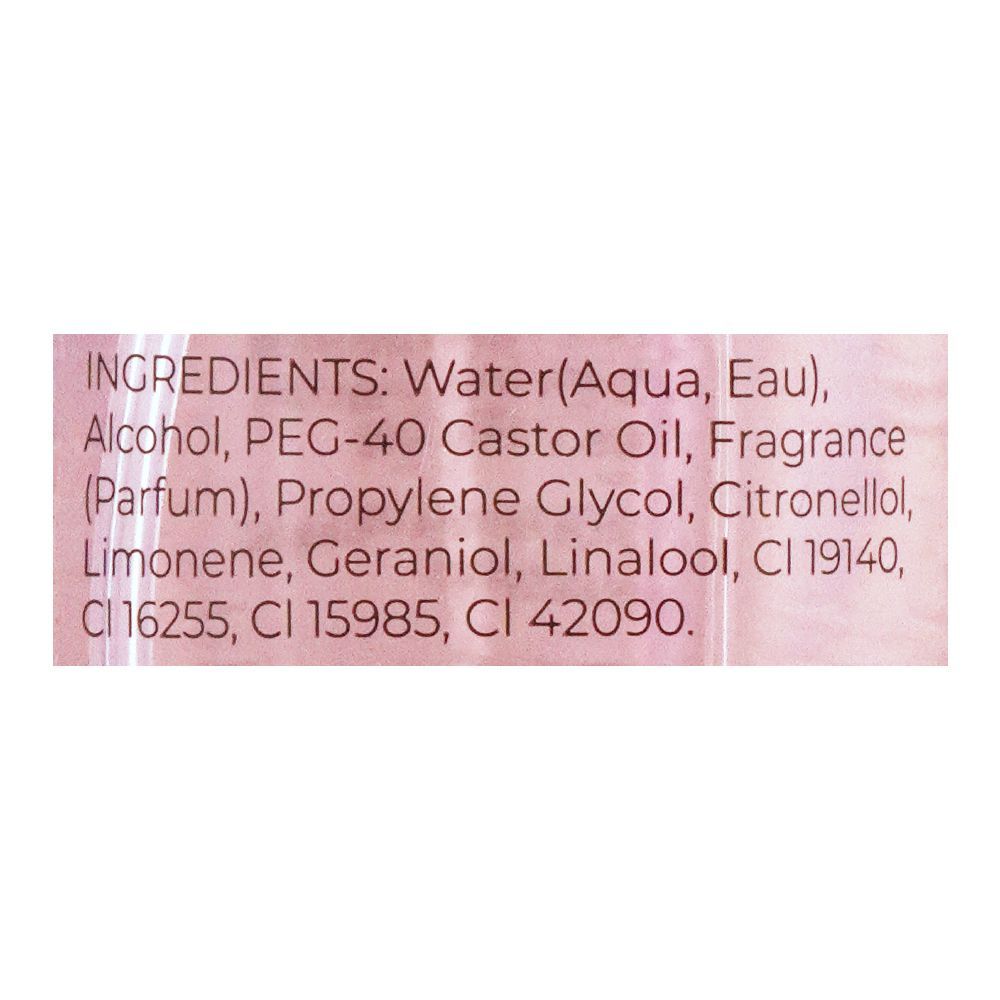 INGREDIENTS: Water(Aqua, Eau),
Alcohol, PEG-40 Castor Oil, Fragrance
(Parfum), Propylene Glycol, Citronellol,
Limonene, Geraniol, Linalool, CI 19140,
CI 16255, CI 15985, CI 42090.